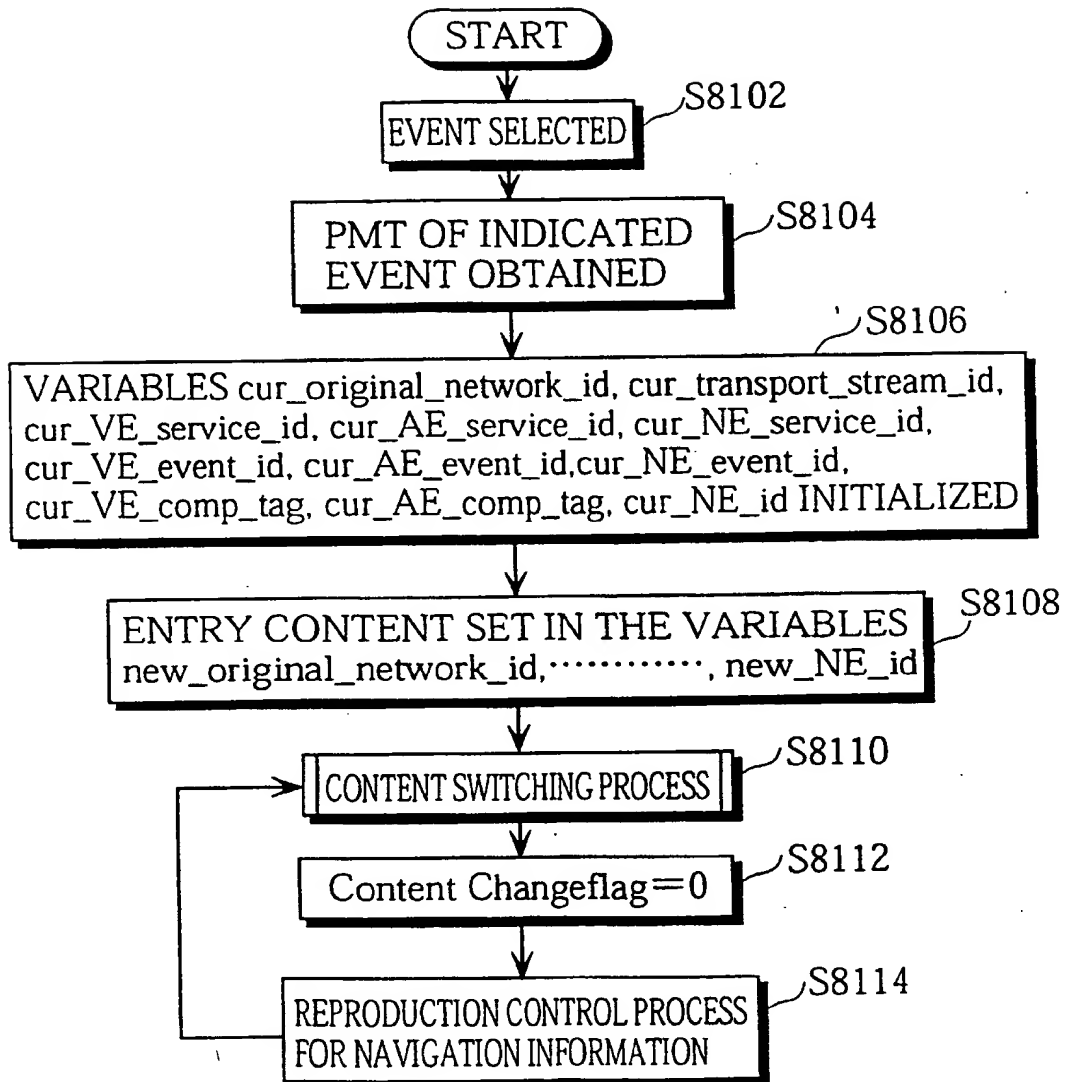 START
S8102
EVENT SELECTED
S8104
PMT OF INDICATED
EVENT OBTAINED
S8106
VARIABLES cur_original_network_id, cur_transport_stream_id,
cur_VE_service_id, cur_AE_service_id, cur_NE_service_id,
cur_VE_event_id, cur_AE_event_id,cur_NE_event_id,
cur_VE_comp_tag, cur_AE_comp_tag, cur_NE_id INITIALIZED
S8108
ENTRY CONTENT SET IN THE VARIABLES
new_original_network_id,············, new_NE_id
S8110
CONTENT SWITCHING PROCESS
S8112
Content Changeflag=0
S8114
REPRODUCTION CONTROL PROCESS
FOR NAVIGATION INFORMATION